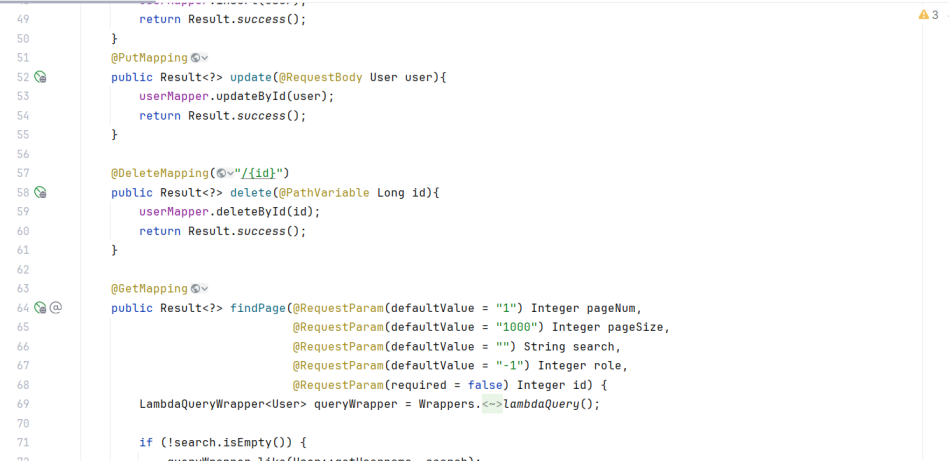 49 return Result.success();
50 }
51 @PutMapping
52 public Result<?> update(@RequestBody User user){
53 userMapper.updateById(user);
54 return Result.success();
55 }
56
57 @DeleteMapping("/{id}")
58 public Result<?> delete(@PathVariable Long id){
59 userMapper.deleteById(id);
60 return Result.success();
61 }
62
63 @GetMapping
64 public Result<?> findPage(@RequestParam(defaultValue = "1") Integer pageNum,
65 @RequestParam(defaultValue = "1000") Integer pageSize,
66 @RequestParam(defaultValue = "") String search,
67 @RequestParam(defaultValue = "-1") Integer role,
68 @RequestParam(required = false) Integer id) {
69 LambdaQueryWrapper<User> queryWrapper = Wrappers.<~>lambdaQuery();
70
71 if (!search.isEmpty()) {
3